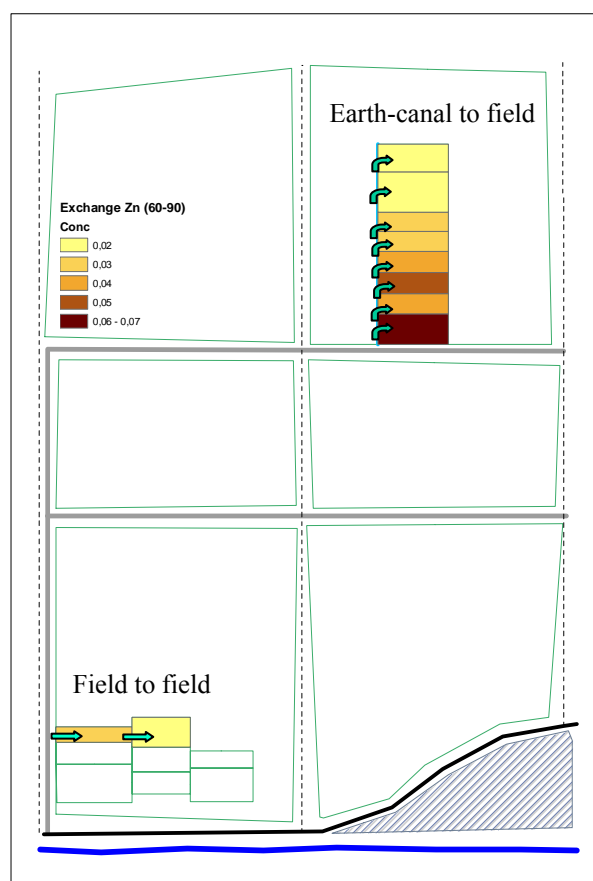 Earth-canal to field
Exchange Zn (60-90)
Conc
0,02
0,03
0,04
0,05
0,06 - 0,07
Field to field